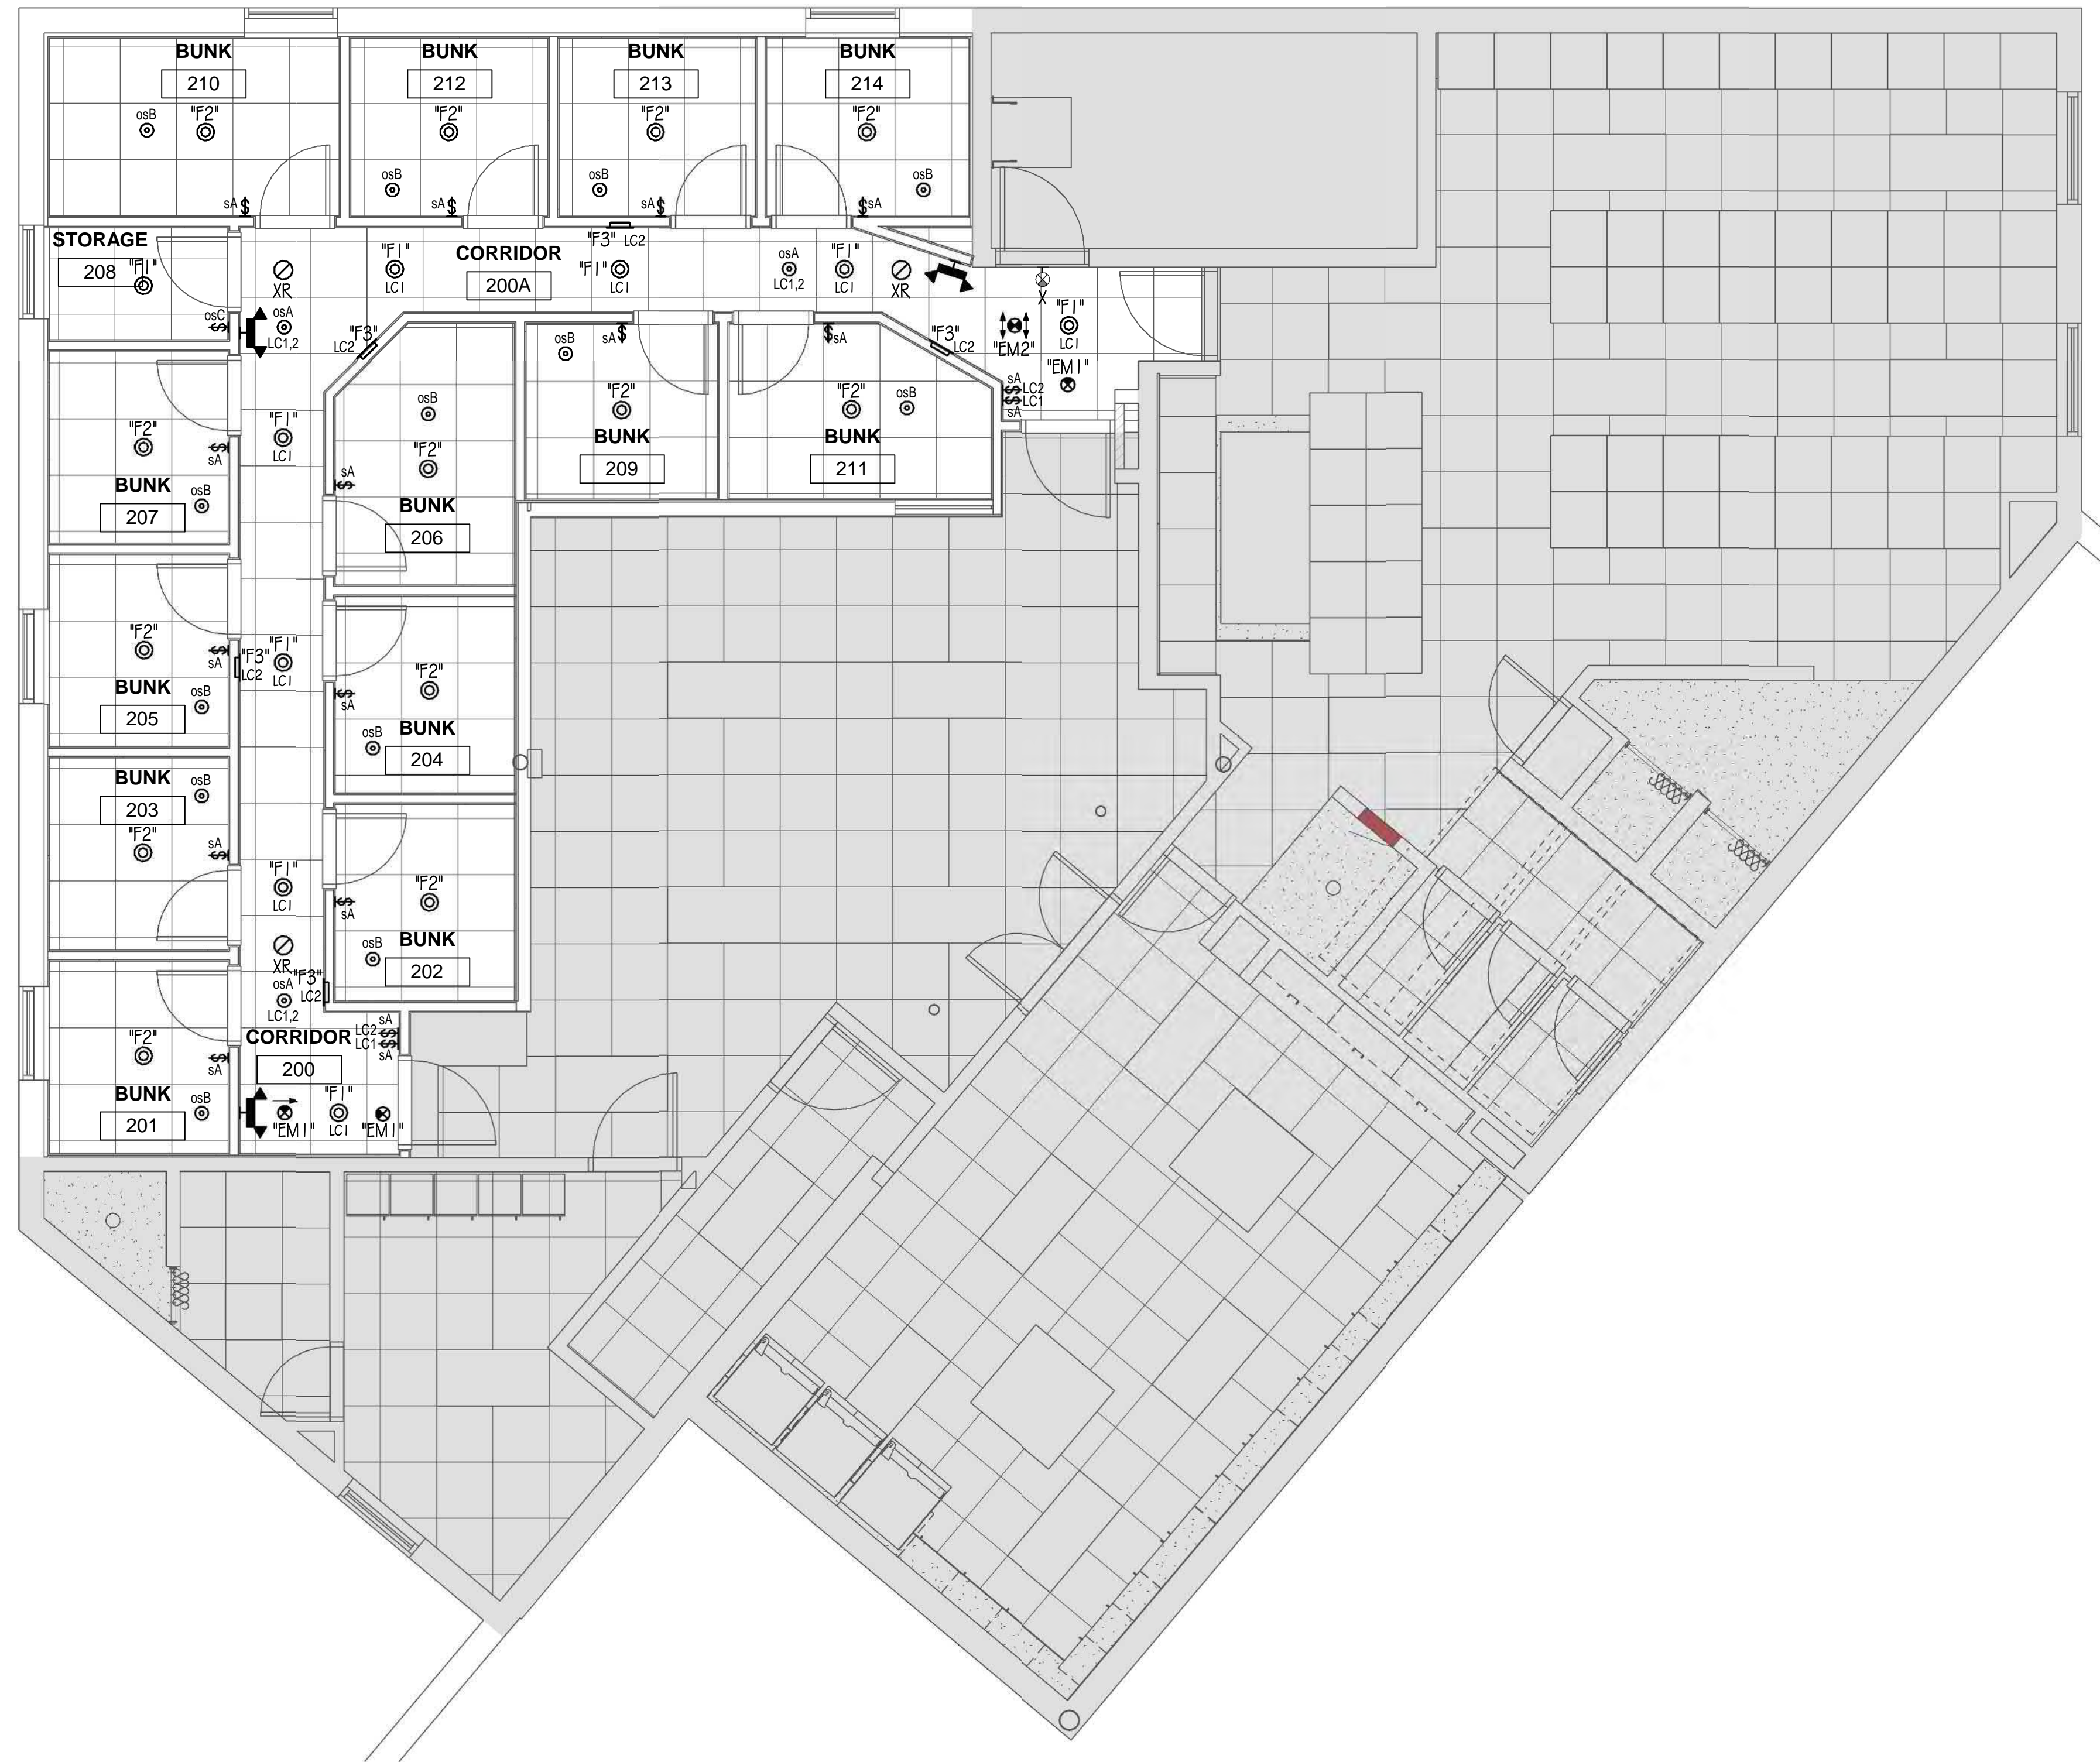 BUNK
210
osB
"F2"
sA
BUNK
212
"F2"
osB
sA
BUNK
213
"F2"
osB
sA
BUNK
214
"F2"
osB
sA
STORAGE
208
"F1"
osC
XR
osA
LC1,2
"F1"
LC1
CORRIDOR
200A
"F3"
LC2
"F1"
LC1
osA
LC1,2
"F1"
LC1
XR
X
"F1"
LC1
"EM2"
"EM1"
"F3"
LC2
sA
LC2
LC1
sA
"F3"
LC2
osB
sA
"F2"
BUNK
209
sA
"F2"
osB
BUNK
211
"F2"
sA
BUNK
207
osB
"F1"
LC1
osB
"F2"
sA
BUNK
206
"F2"
sA
BUNK
205
osB
"F3"
LC2
"F1"
LC1
"F2"
sA
BUNK
204
osB
BUNK
203
osB
"F2"
sA
"F1"
LC1
"F2"
sA
BUNK
202
osB
XR
osA
LC1,2
"F3"
LC2
CORRIDOR
200
sA
LC2
LC1
sA
"F2"
sA
BUNK
201
osB
"EM1"
"F1"
LC1
"EM1"